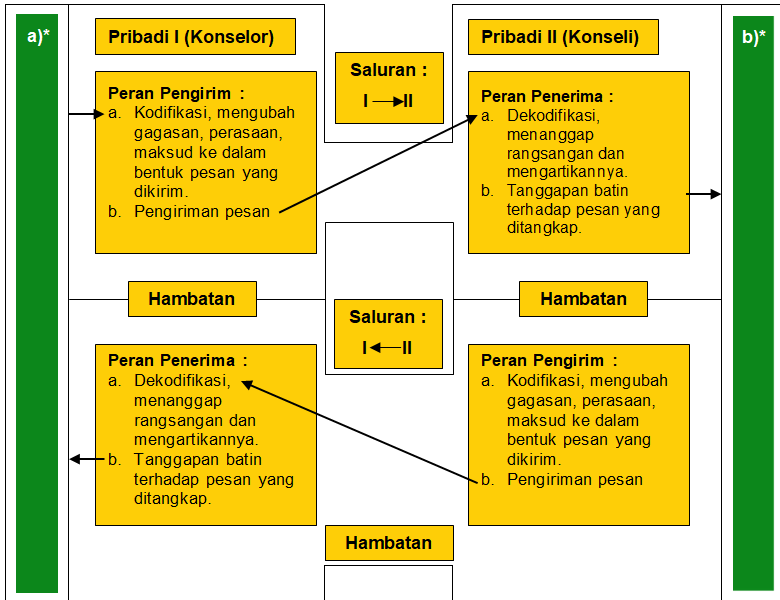 a)*
Pribadi I (Konselor)
Saluran :
I II
Pribadi II (Konseli)
b)*
Peran Pengirim :
a. Kodifikasi, mengubah
gagasan, perasaan,
maksud ke dalam
bentuk pesan yang
dikirim.
b. Pengiriman pesan
Peran Penerima :
a. Dekodifikasi,
menanggap
rangsangan dan
mengartikannya.
b. Tanggapan batin
terhadap pesan yang
ditangkap.
Hambatan
Saluran :
I II
Hambatan
Peran Penerima :
a. Dekodifikasi,
menanggap
rangsangan dan
mengartikannya.
b. Tanggapan batin
terhadap pesan yang
ditangkap.
Peran Pengirim :
a. Kodifikasi, mengubah
gagasan, perasaan,
maksud ke dalam
bentuk pesan yang
dikirim.
b. Pengiriman pesan
Hambatan